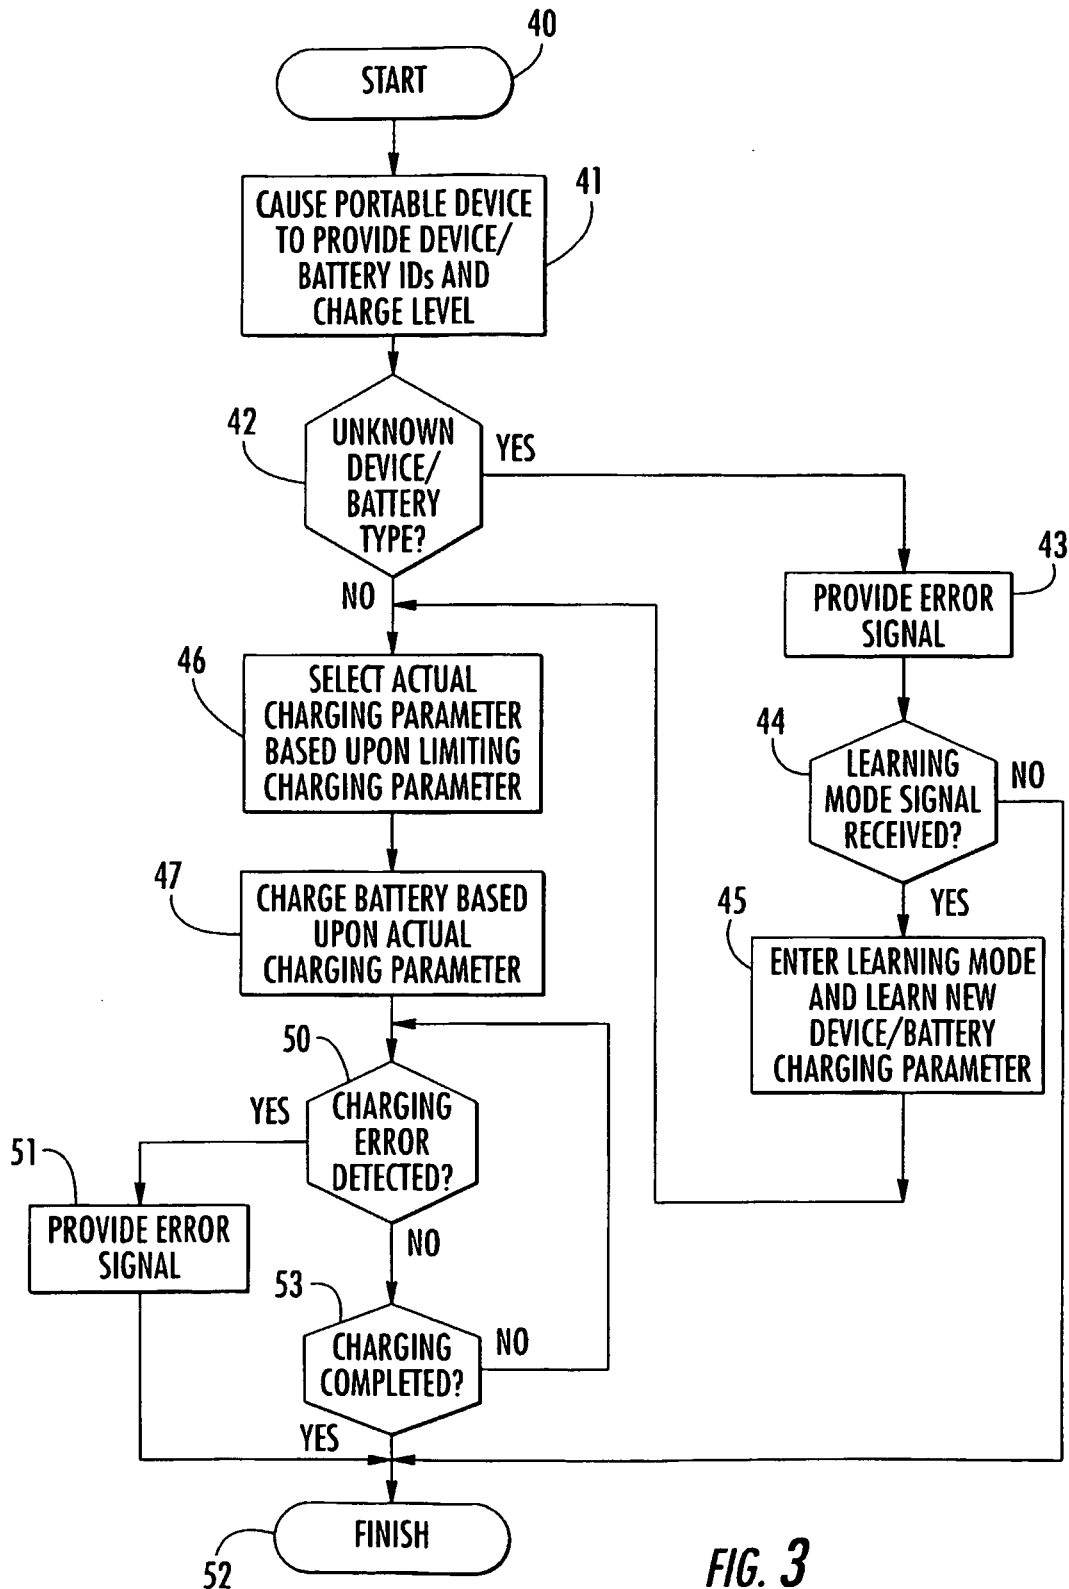 40
START
41
CAUSE PORTABLE DEVICE
TO PROVIDE DEVICE/
BATTERY IDs AND
CHARGE LEVEL
42
UNKNOWN
DEVICE/
BATTERY
TYPE?
YES
NO
43
PROVIDE ERROR
SIGNAL
44
LEARNING
MODE SIGNAL
RECEIVED?
NO
YES
45
ENTER LEARNING MODE
AND LEARN NEW
DEVICE/BATTERY
CHARGING PARAMETER
46
SELECT ACTUAL
CHARGING PARAMETER
BASED UPON LIMITING
CHARGING PARAMETER
47
CHARGE BATTERY BASED
UPON ACTUAL
CHARGING PARAMETER
50
CHARGING
ERROR
DETECTED?
YES
NO
51
PROVIDE ERROR
SIGNAL
53
CHARGING
COMPLETED?
NO
YES
FINISH
52
FIG. 3